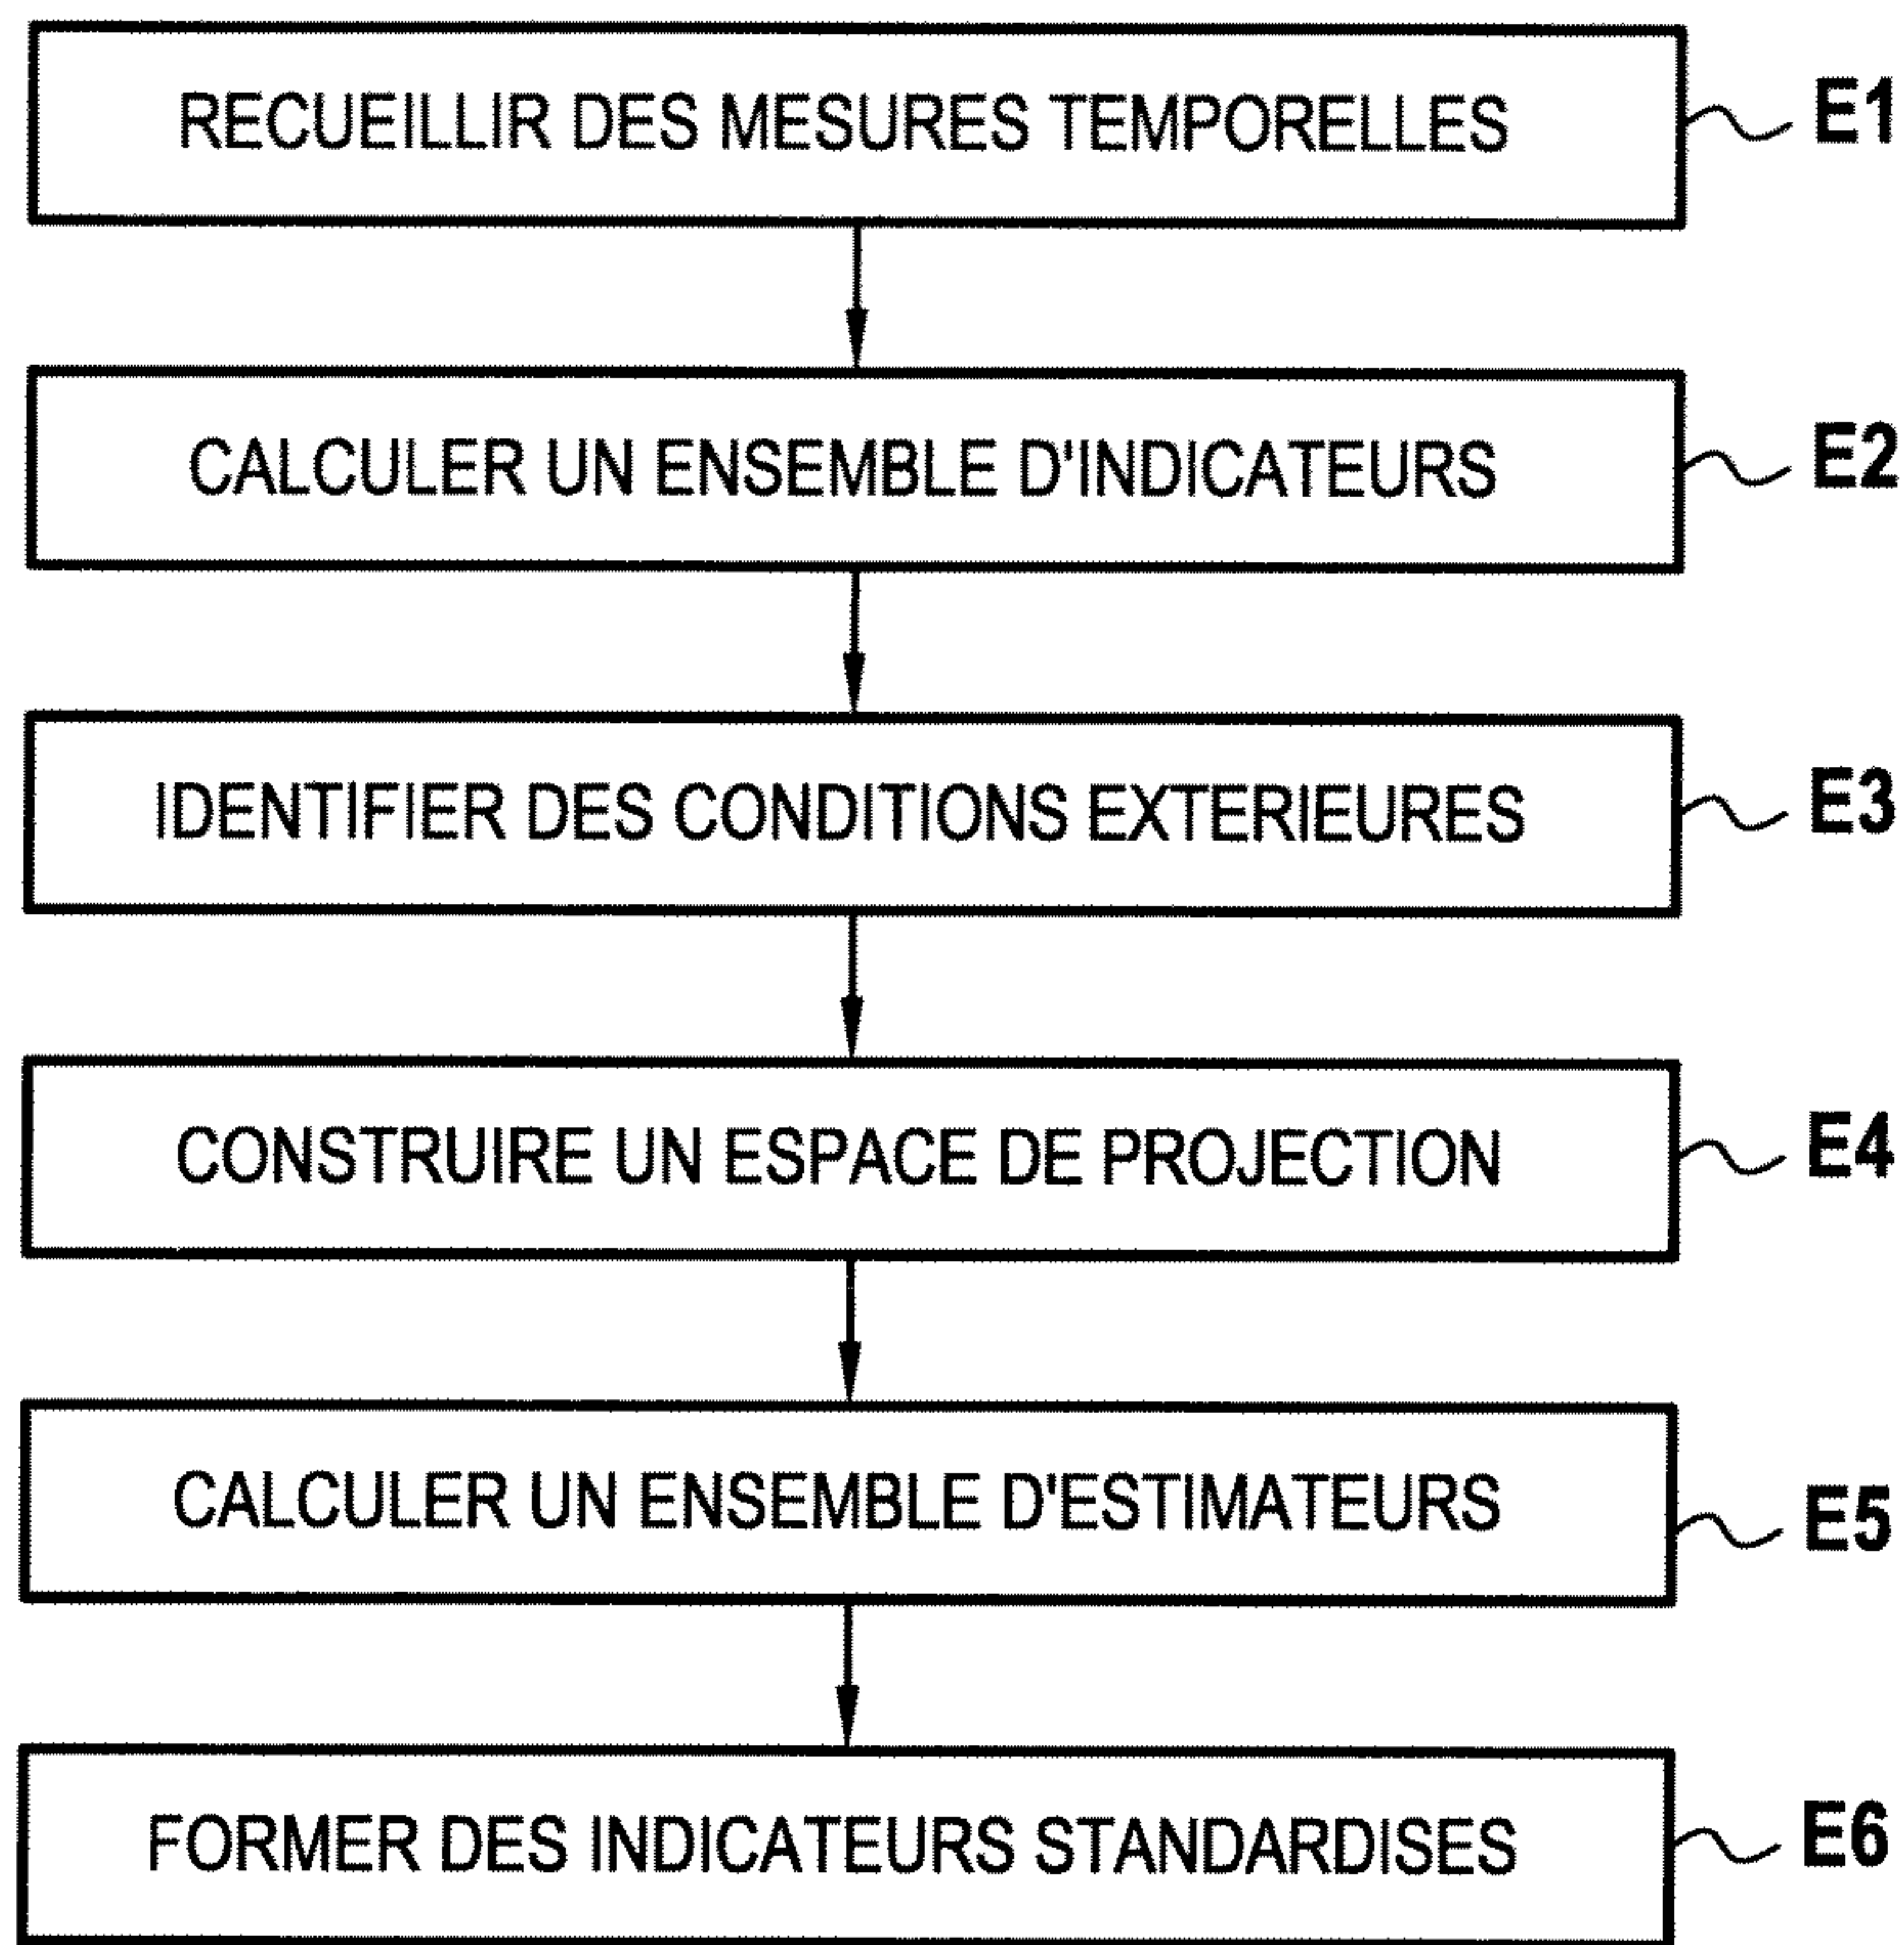 RECUEILLIR DES MESURES TEMPORELLES E1
CALCULER UN ENSEMBLE D'INDICATEURS E2
IDENTIFIER DES CONDITIONS EXTERIEURES E3
CONSTRUIRE UN ESPACE DE PROJECTION E4
CALCULER UN ENSEMBLE D'ESTIMATEURS E5
FORMER DES INDICATEURS STANDARDISES E6